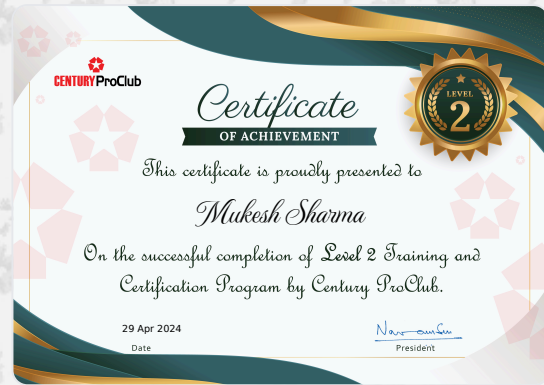 CENTURY ProClub
Certificate
OF ACHIEVEMENT
LEVEL
2
This certificate is proudly presented to
Mukesh Sharma
On the successful completion of Level 2 Training and
Certification Program by Century ProClub.
29 Apr 2024
Date
President